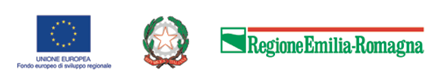 UNIONE EUROPEA
Fondo europeo di sviluppo regionale
RegioneEmilia-Romagna